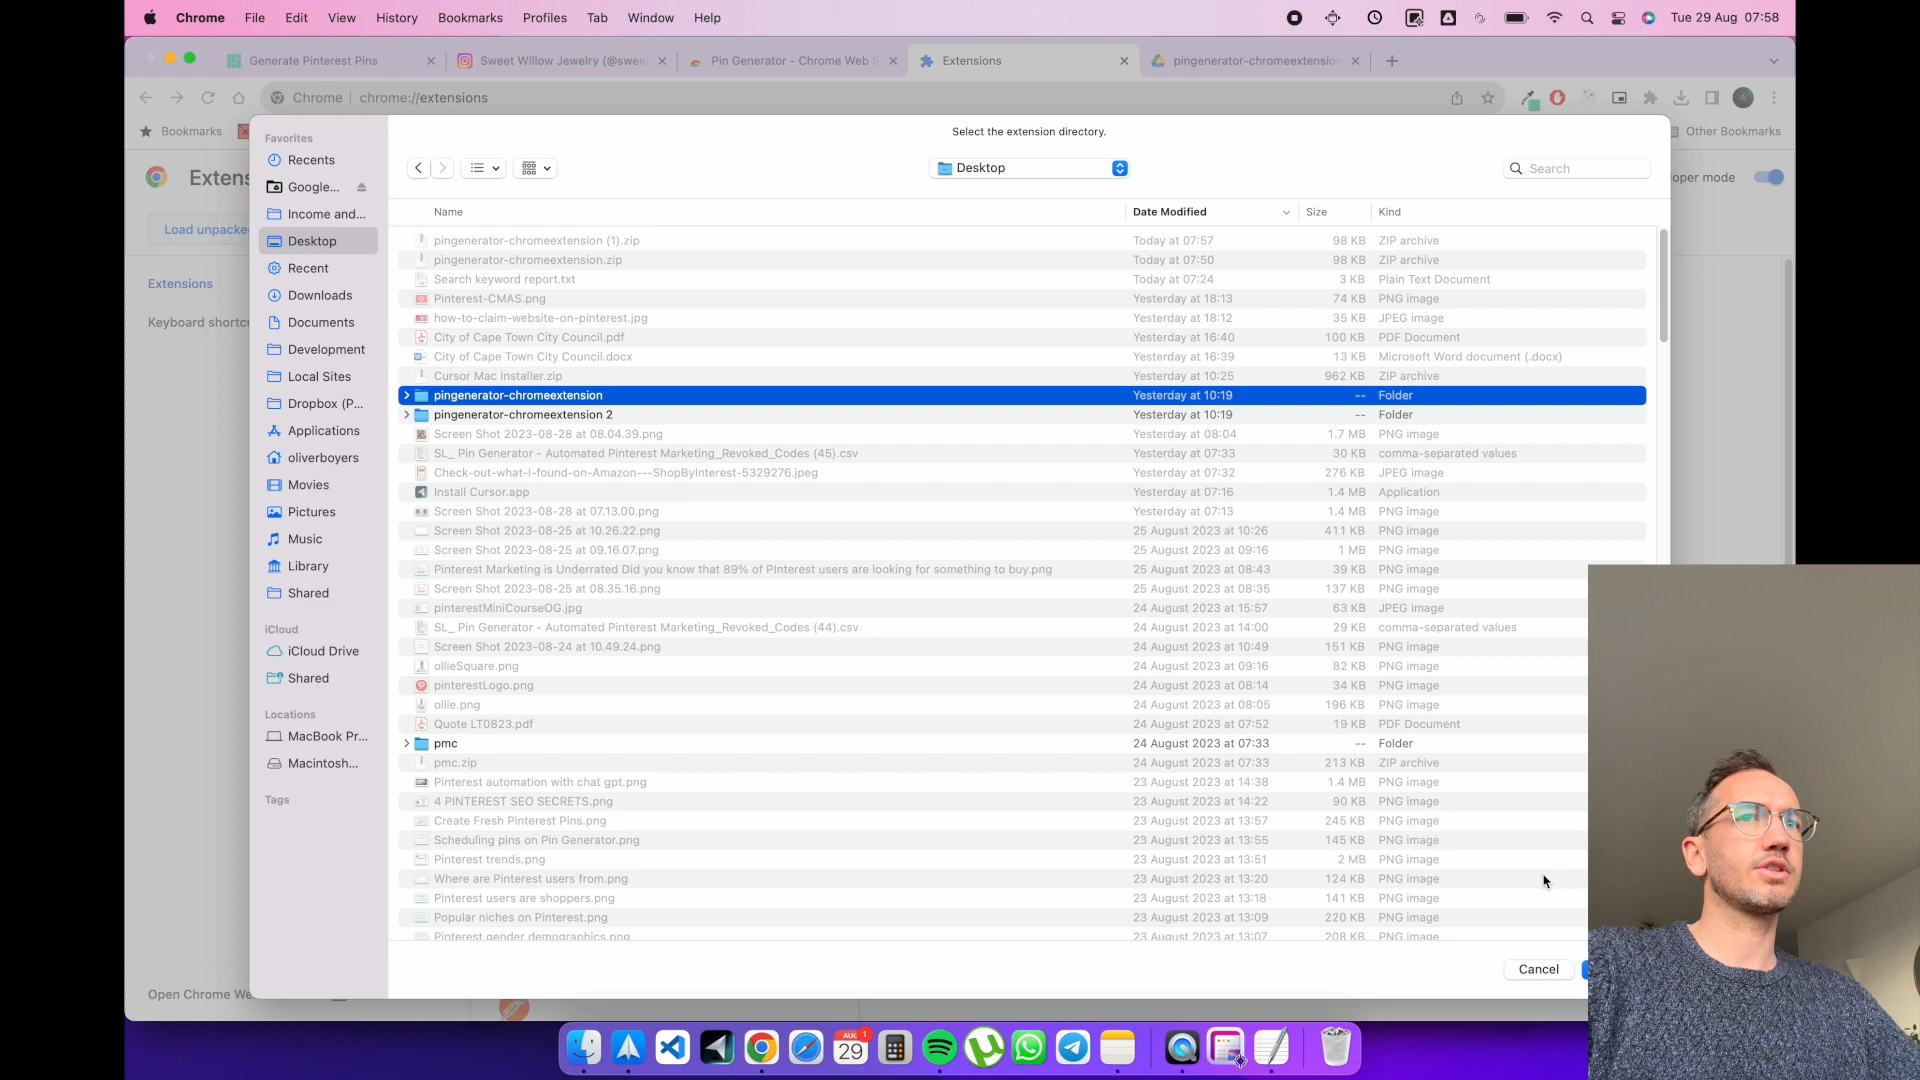 Chrome File Edit View History Bookmarks Profiles Tab Window Help
Tue 29 Aug 07:58
Generate Pinterest Pins
Sweet Willow Jewelry (@swee
Pin Generator - Chrome Web S
Extensions
pingenerator-chromeextension
Chrome | chrome://extensions
Bookmarks
Other Bookmarks
Select the extension directory.
Exten
Load unpacke
Extensions
Keyboard shortcu
Open Chrome We
oper mode
Favorites
Recents
Google...
Income and...
Desktop
Recent
Downloads
Documents
Development
Local Sites
Dropbox (P...
Applications
oliverboyers
Movies
Pictures
Music
Library
Shared
iCloud
iCloud Drive
Shared
Locations
MacBook Pr...
Macintosh...
Tags
Desktop
Search
Name Date Modified Size Kind
pingenerator-chromeextension (1).zip Today at 07:57 98 KB ZIP archive
pingenerator-chromeextension.zip Today at 07:50 98 KB ZIP archive
Search keyword report.txt Today at 07:24 3 KB Plain Text Document
Pinterest-CMAS.png Yesterday at 18:13 74 KB PNG image
how-to-claim-website-on-pinterest.jpg Yesterday at 18:12 35 KB JPEG image
City of Cape Town City Council.pdf Yesterday at 16:40 100 KB PDF Document
City of Cape Town City Council.docx Yesterday at 16:39 13 KB Microsoft Word document (.docx)
Cursor Mac Installer.zip Yesterday at 10:25 962 KB ZIP archive
pingenerator-chromeextension Yesterday at 10:19 -- Folder
pingenerator-chromeextension 2 Yesterday at 10:19 -- Folder
Screen Shot 2023-08-28 at 08.04.39.png Yesterday at 08:04 1.7 MB PNG image
SL_ Pin Generator - Automated Pinterest Marketing_Revoked_Codes (45).csv Yesterday at 07:33 30 KB comma-separated values
Check-out-what-I-found-on-Amazon---ShopByInterest-5329276.jpeg Yesterday at 07:32 276 KB JPEG image
Install Cursor.app Yesterday at 07:16 1.4 MB Application
Screen Shot 2023-08-28 at 07.13.00.png Yesterday at 07:13 1.4 MB PNG image
Screen Shot 2023-08-25 at 10.26.22.png 25 August 2023 at 10:26 411 KB PNG image
Screen Shot 2023-08-25 at 09.16.07.png 25 August 2023 at 09:16 1 MB PNG image
Pinterest Marketing is Underrated Did you know that 89% of PInterest users are looking for something to buy.png 25 August 2023 at 08:43 39 KB PNG image
Screen Shot 2023-08-25 at 08.35.16.png 25 August 2023 at 08:35 137 KB PNG image
pinterestMiniCourseOG.jpg 24 August 2023 at 15:57 63 KB JPEG image
SL_ Pin Generator - Automated Pinterest Marketing_Revoked_Codes (44).csv 24 August 2023 at 14:00 29 KB comma-separated values
Screen Shot 2023-08-24 at 10.49.24.png 24 August 2023 at 10:49 151 KB PNG image
ollieSquare.png 24 August 2023 at 09:16 82 KB PNG image
pinterestLogo.png 24 August 2023 at 08:14 34 KB PNG image
ollie.png 24 August 2023 at 08:05 196 KB PNG image
Quote LT0823.pdf 24 August 2023 at 07:52 19 KB PDF Document
pmc 24 August 2023 at 07:33 -- Folder
pmc.zip 24 August 2023 at 07:33 213 KB ZIP archive
Pinterest automation with chat gpt.png 23 August 2023 at 14:38 1.4 MB PNG image
4 PINTEREST SEO SECRETS.png 23 August 2023 at 14:22 90 KB PNG image
Create Fresh Pinterest Pins.png 23 August 2023 at 13:57 245 KB PNG image
Scheduling pins on Pin Generator.png 23 August 2023 at 13:55 145 KB PNG image
Pinterest trends.png 23 August 2023 at 13:51 2 MB PNG image
Where are Pinterest users from.png 23 August 2023 at 13:20 124 KB PNG image
Pinterest users are shoppers.png 23 August 2023 at 13:18 141 KB PNG image
Popular niches on Pinterest.png 23 August 2023 at 13:09 220 KB PNG image
Pinterest gender demographics.png 23 August 2023 at 13:07 208 KB PNG image
Cancel
AUG 1
29